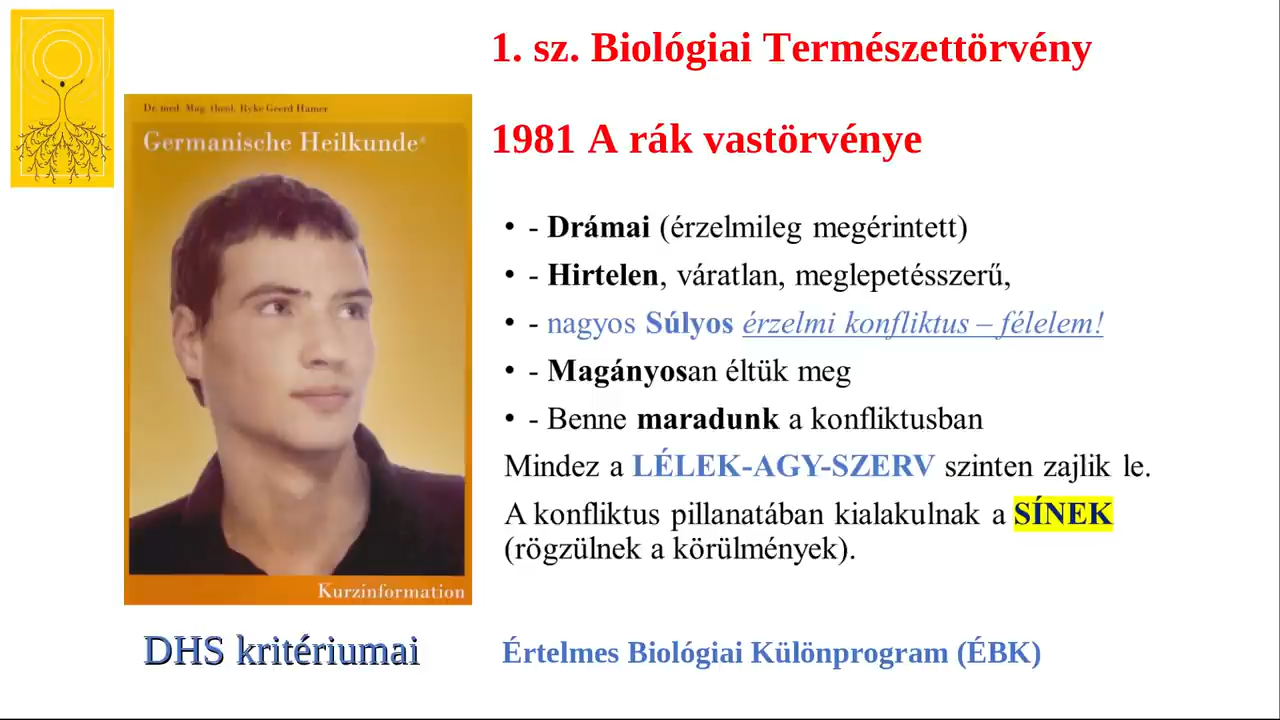 1. sz. Biológiai Természettörvény
Dr. med. Mag. theol. Ryke Geerd Hamer
Germanische Heilkunde®
1981 A rák vastörvénye
• - Drámai (érzelmileg megérintett)
• - Hirtelen, váratlan, meglepetésszerű,
• - nagyos Súlyos érzelmi konfliktus – félelem!
• - Magányosan éltük meg
• - Benne maradunk a konfliktusban
Mindez a LÉLEK-AGY-SZERV szinten zajlik le.
A konfliktus pillanatában kialakulnak a SÍNEK
(rögzülnek a körülmények).
Kurzinformation
DHS kritériumai
Értelmes Biológiai Különprogram (ÉBK)